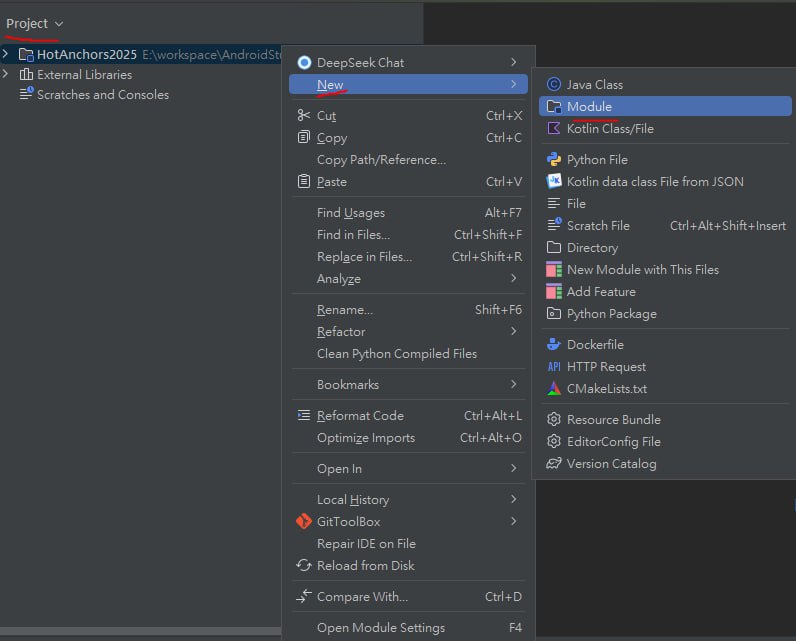 Project
HotAnchors2025 E:\workspace\AndroidSt
External Libraries
Scratches and Consoles
DeepSeek Chat
New
Cut Ctrl+X
Copy Ctrl+C
Copy Path/Reference...
Paste Ctrl+V
Find Usages Alt+F7
Find in Files... Ctrl+Shift+F
Replace in Files... Ctrl+Shift+R
Analyze
Rename... Shift+F6
Refactor
Clean Python Compiled Files
Bookmarks
Reformat Code Ctrl+Alt+L
Optimize Imports Ctrl+Alt+O
Open In
Local History
GitToolBox
Repair IDE on File
Reload from Disk
Compare With... Ctrl+D
Open Module Settings F4
Java Class
Module
Kotlin Class/File
Python File
Kotlin data class File from JSON
File
Scratch File Ctrl+Alt+Shift+Insert
Directory
New Module with This Files
Add Feature
Python Package
Dockerfile
API HTTP Request
CMakeLists.txt
Resource Bundle
EditorConfig File
Version Catalog